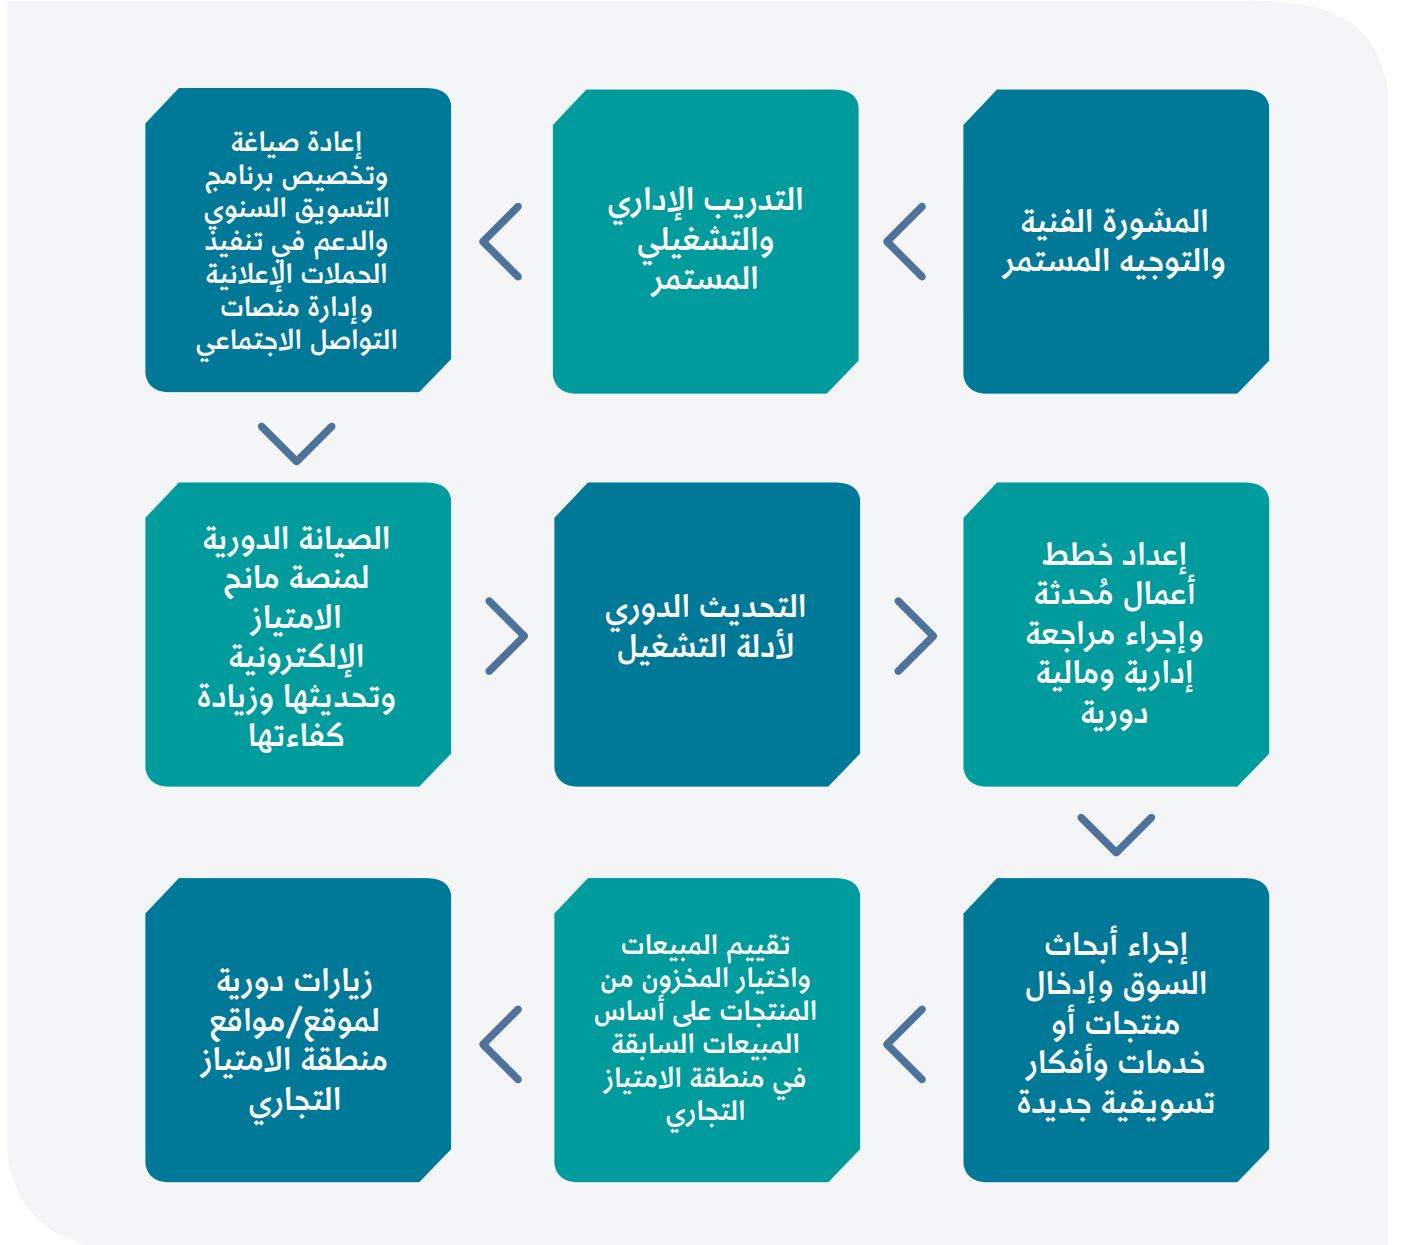 المشورة الفنية
والتوجيه المستمر
التدريب الإداري
والتشغيلي
المستمر
إعادة صياغة
وتخصيص برنامج
التسويق السنوي
والدعم في تنفيذ
الحملات الإعلانية
وإدارة منصات
التواصل الاجتماعي
الصيانة الدورية
لمنصة مانح
الامتياز
الإلكترونية
وتحديثها وزيادة
كفاءتها
التحديث الدوري
لأدلة التشغيل
إعداد خطط
أعمال مُحدثة
وإجراء مراجعة
إدارية ومالية
دورية
إجراء أبحاث
السوق وإدخال
منتجات أو
خدمات وأفكار
تسويقية جديدة
تقييم المبيعات
واختيار المخزون من
المنتجات على أساس
المبيعات السابقة
في منطقة الامتياز
التجاري
زيارات دورية
لموقع/مواقع
منطقة الامتياز
التجاري